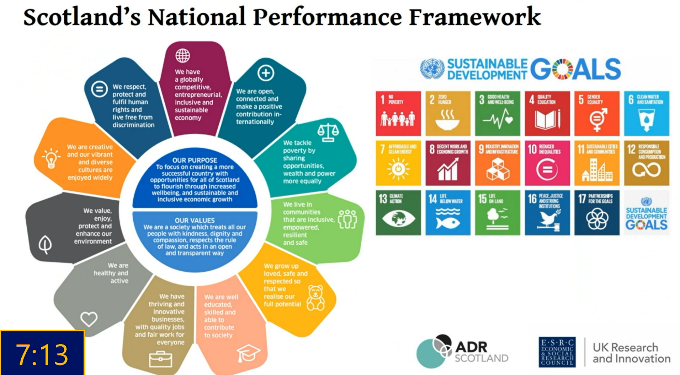 Scotland's National Performance Framework
We have
a globally
competitive,
entrepreneurial,
inclusive and
sustainable
economy
We are open,
connected and
make a positive
contribution in-
ternationally
We tackle
poverty by
sharing
opportunities,
wealth and power
more equally
We live in
communities
that are inclusive,
empowered,
resilient
and safe
We grow up
loved, safe and
respected so
that we
realise our
full potential
We are well
educated,
skilled and
able to
contribute
to society
We have
thriving and
innovative
businesses,
with quality jobs
and fair work for
everyone
We are
healthy and
active
We value,
enjoy,
protect and
enhance our
environment
We are creative
and our vibrant
and diverse
cultures are
enjoyed widely
We respect,
protect and
fulfil human
rights and
live free from
discrimination
OUR PURPOSE
To focus on creating a more
successful country with
opportunities for all of Scotland
to flourish through increased
wellbeing, and sustainable and
inclusive economic growth
OUR VALUES
We are a society which treats all our
people with kindness, dignity and
compassion, respects the rule
of law, and acts in an open
and transparent way
SUSTAINABLE
DEVELOPMENT
GOALS
1 NO
POVERTY
2 ZERO
HUNGER
3 GOOD HEALTH
AND WELL-BEING
4 QUALITY
EDUCATION
5 GENDER
EQUALITY
6 CLEAN WATER
AND SANITATION
7 AFFORDABLE AND
CLEAN ENERGY
8 DECENT WORK AND
ECONOMIC GROWTH
9 INDUSTRY, INNOVATION
AND INFRASTRUCTURE
10 REDUCED
INEQUALITIES
11 SUSTAINABLE CITIES
AND COMMUNITIES
12 RESPONSIBLE
CONSUMPTION
AND PRODUCTION
13 CLIMATE
ACTION
14 LIFE
BELOW WATER
15 LIFE
ON LAND
16 PEACE, JUSTICE
AND STRONG
INSTITUTIONS
17 PARTNERSHIPS
FOR THE GOALS
SUSTAINABLE
DEVELOPMENT
GOALS
7:13
ADR
SCOTLAND
E·S·R·C
ECONOMIC
& SOCIAL
RESEARCH
COUNCIL
UK Research
and Innovation